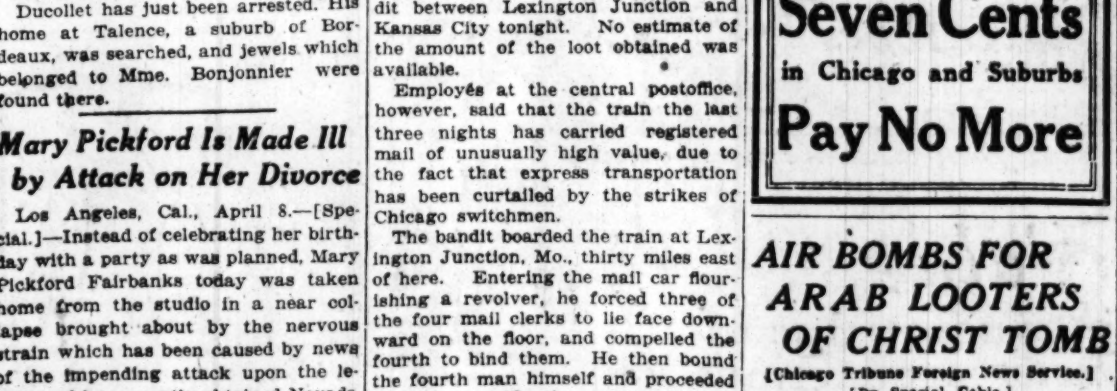 Ducollet has just been arrested. His
home at Talence, a suburb of Bor-
deaux, was searched, and jewels which
belonged to Mme. Bonjonnier were
found there.
Mary Pickford Is Made Ill
by Attack on Her Divorce
Los Angeles, Cal., April 8.—[Spe-
cial.]—Instead of celebrating her birth-
day with a party as was planned, Mary
Pickford Fairbanks today was taken
home from the studio in a near col-
lapse brought about by the nervous
strain which has been caused by news
of the impending attack upon the le-
dit between Lexington Junction and
Kansas City tonight. No estimate of
the amount of the loot obtained was
available.
Employés at the central postoffice,
however, said that the train the last
three nights has carried registered
mail of unusually high value, due to
the fact that express transportation
has been curtailed by the strikes of
Chicago switchmen.
The bandit boarded the train at Lex-
ington Junction, Mo., thirty miles east
of here. Entering the mail car flour-
ishing a revolver, he forced three of
the four mail clerks to lie face down-
ward on the floor, and compelled the
fourth to bind them. He then bound
the fourth man himself and proceeded
Seven Cents
in Chicago and Suburbs
Pay No More
AIR BOMBS FOR
ARAB LOOTERS
OF CHRIST TOMB
[Chicago Tribune Foreign News Service.]